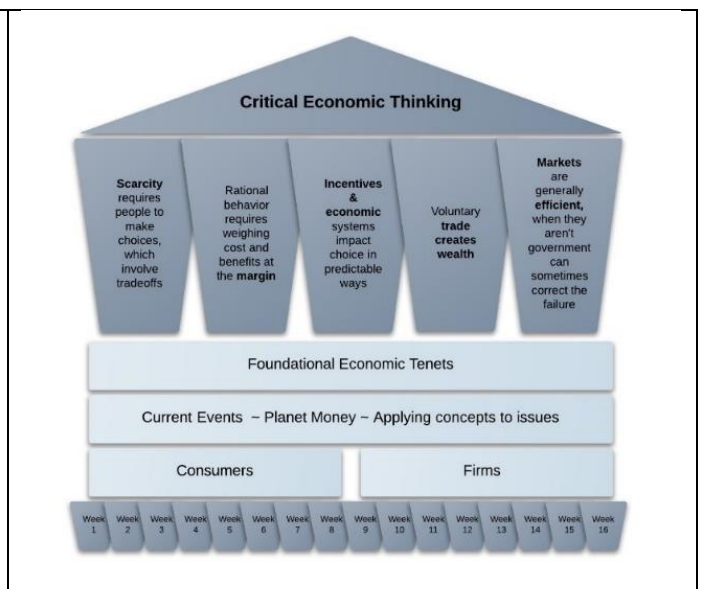 Critical Economic Thinking
Scarcity
requires
people to
make
choices,
which
involve
tradeoffs
Rational
behavior
requires
weighing
cost and
benefits at
the margin
Incentives
&
economic
systems
impact
choice in
predictable
ways
Voluntary
trade
creates
wealth
Markets
are
generally
efficient,
when they
aren't
government
can
sometimes
correct the
failure
Foundational Economic Tenets
Current Events ~ Planet Money ~ Applying concepts to issues
Consumers
Firms
Week
1
Week
2
Week
3
Week
4
Week
5
Week
6
Week
7
Week
8
Week
9
Week
10
Week
11
Week
12
Week
13
Week
14
Week
15
Week
16